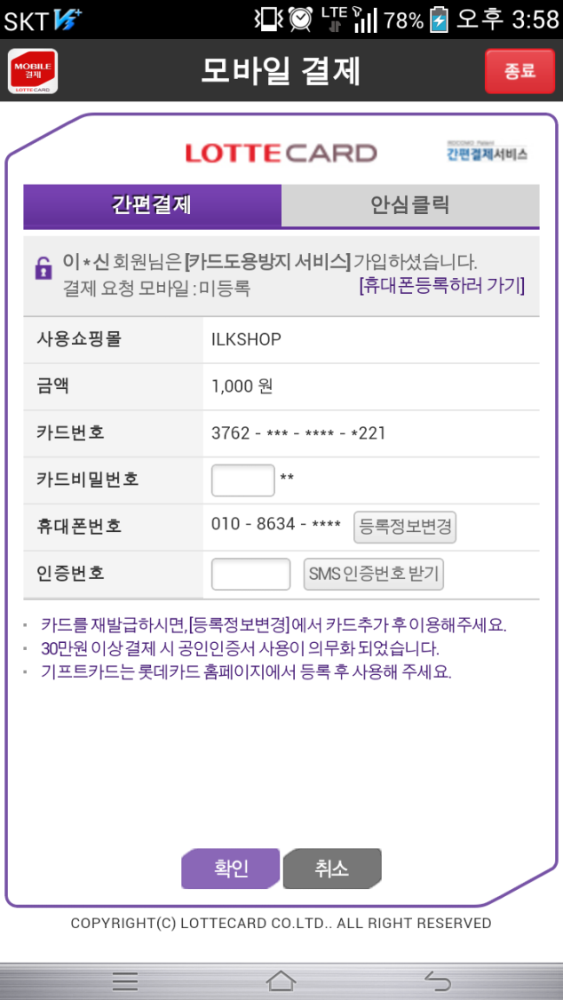 SKT V3+ LTE 78% 오후 3:58
MOBILE
결제
LOTTECARD
모바일 결제
종료
LOTTECARD
간편결제서비스
간편결제
안심클릭
이*신 회원님은 [카드도용방지 서비스] 가입하셨습니다.
결제 요청 모바일 : 미등록
[휴대폰등록하러 가기]
사용쇼핑몰 ILKSHOP
금액 1,000 원
카드번호 3762 - *** - **** - *221
카드비밀번호 **
휴대폰번호 010 - 8634 - **** 등록정보변경
인증번호 SMS 인증번호 받기
카드를 재발급하시면, [등록정보변경]에서 카드추가 후 이용해주세요.
30만원 이상 결제 시 공인인증서 사용이 의무화 되었습니다.
기프트카드는 롯데카드 홈페이지에서 등록 후 사용해 주세요.
확인
취소
COPYRIGHT(C) LOTTECARD CO.LTD.. ALL RIGHT RESERVED